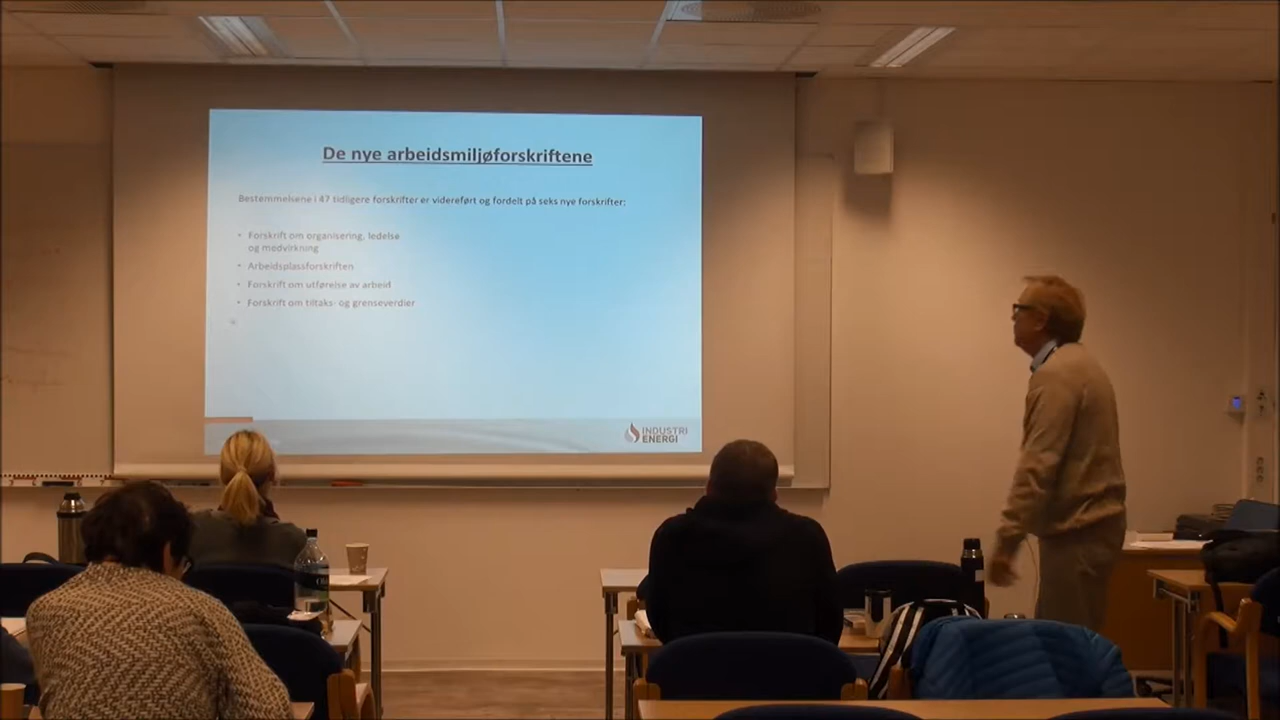 De nye arbeidsmiljøforskriftene
Bestemmelsene i 47 tidligere forskrifter er videreført og fordelt på seks nye forskrifter:
• Forskrift om organisering, ledelse
og medvirkning
• Arbeidsplassforskriften
• Forskrift om utførelse av arbeid
• Forskrift om tiltaks- og grenseverdier
INDUSTRI
ENERGI